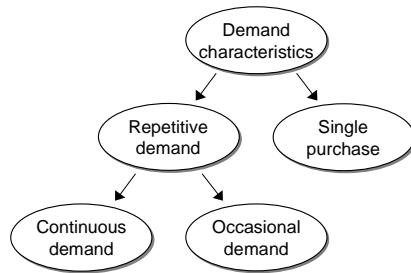 Demand
characteristics
Repetitive
demand
Single
purchase
Continuous
demand
Occasional
demand